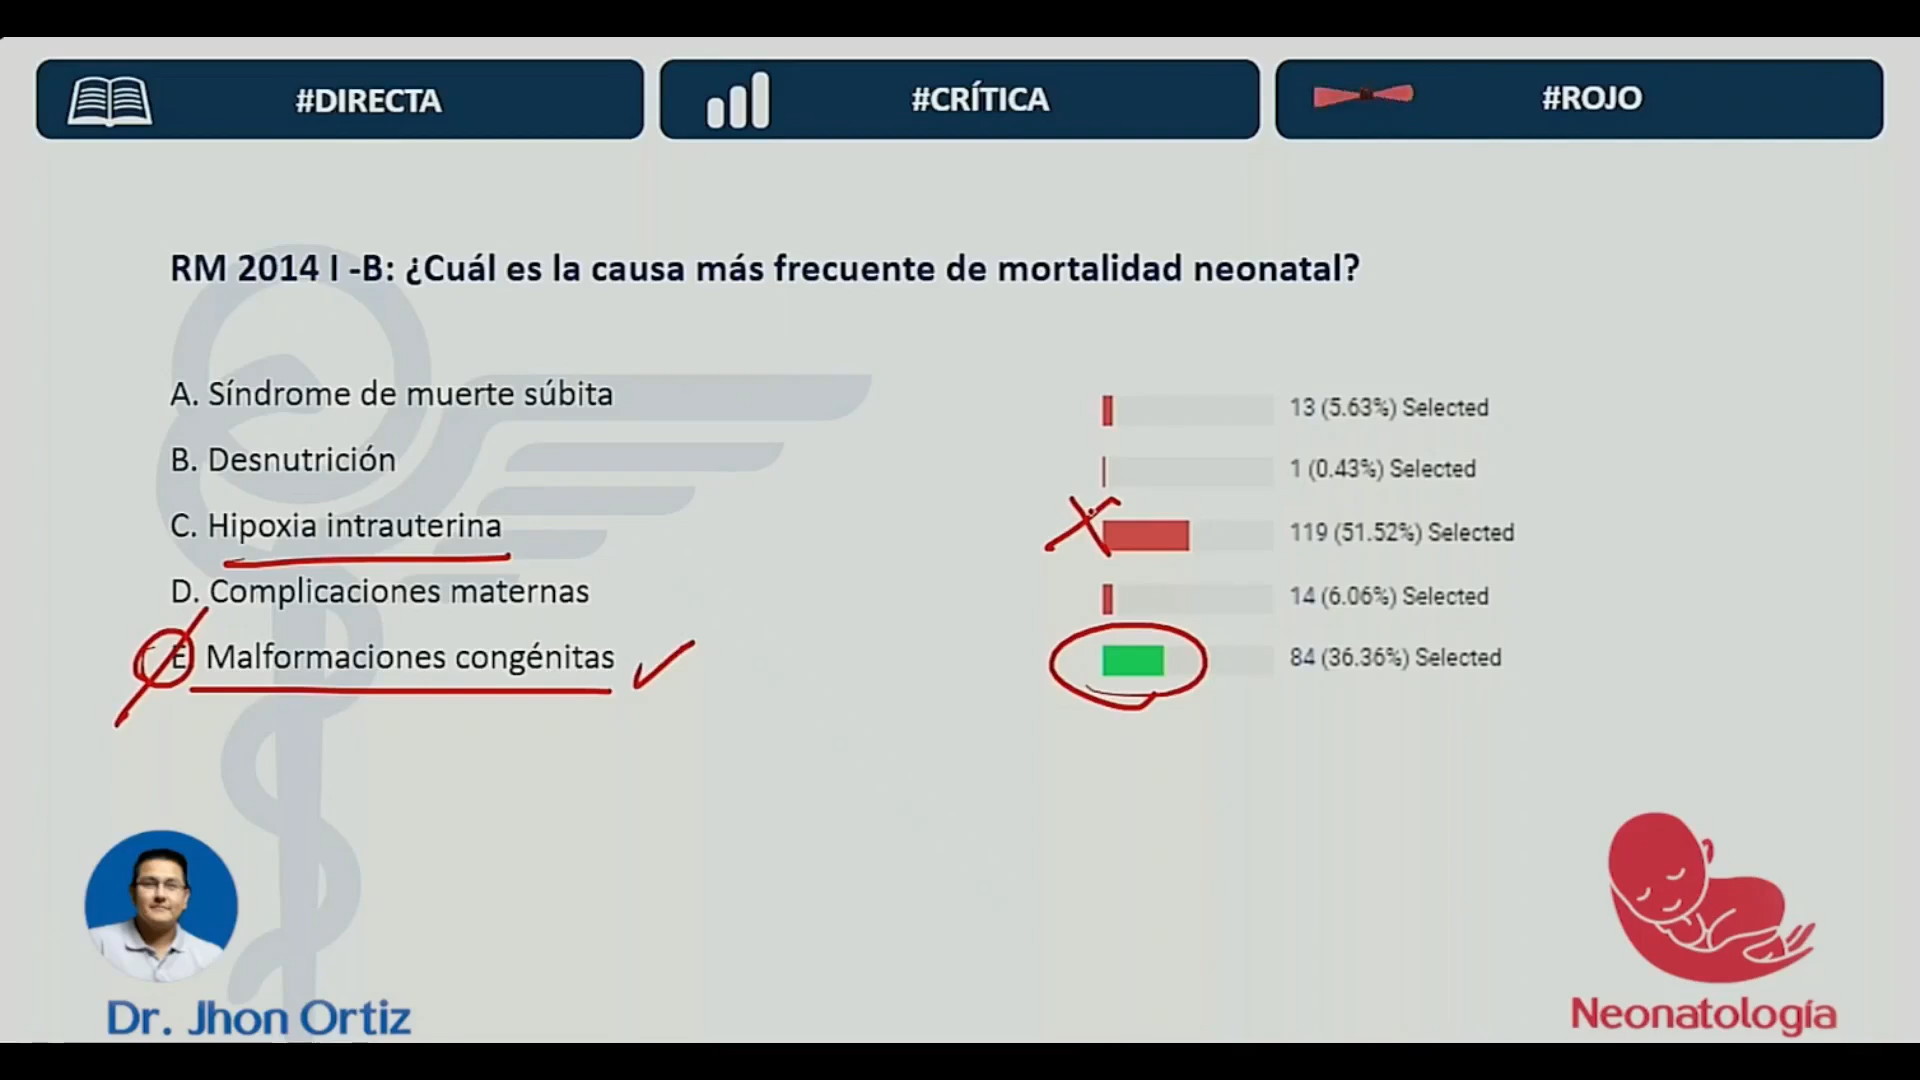 #DIRECTA
#CRÍTICA
#ROJO
RM 2014 I -B: ¿Cuál es la causa más frecuente de mortalidad neonatal?
A. Síndrome de muerte súbita
B. Desnutrición
C. Hipoxia intrauterina
D. Complicaciones maternas
E Malformaciones congénitas
13 (5.63%) Selected
1 (0.43%) Selected
119 (51.52%) Selected
14 (6.06%) Selected
84 (36.36%) Selected
Dr. Jhon Ortiz
Neonatología